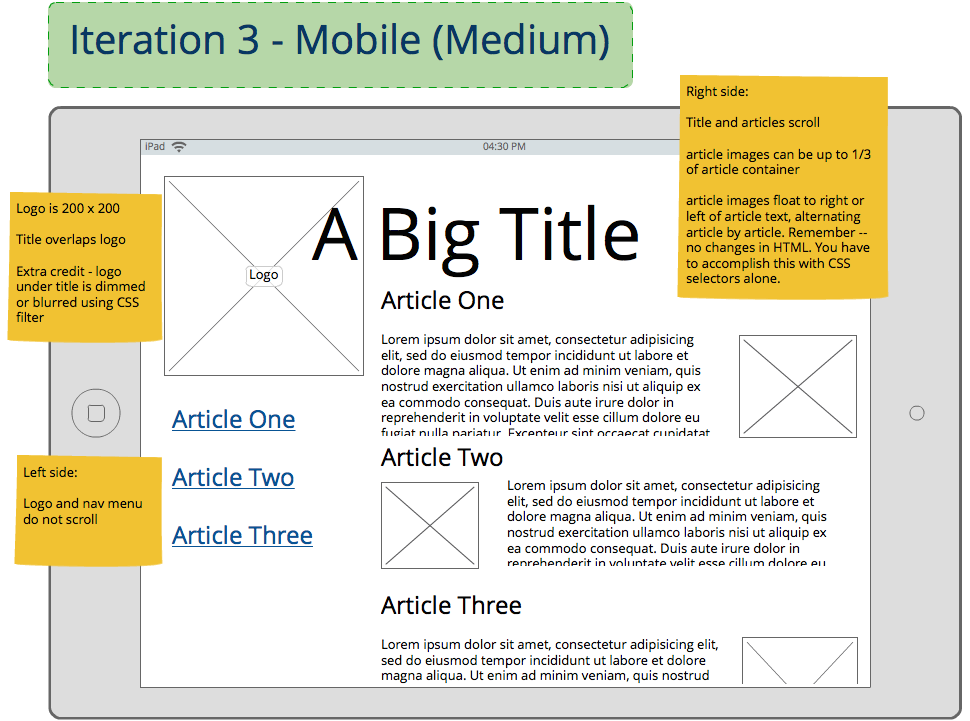 Iteration 3 - Mobile (Medium)
Right side:
Title and articles scroll
article images can be up to 1/3
of article container
article images float to right or
left of article text, alternating
article by article. Remember --
no changes in HTML. You have
to accomplish this with CSS
selectors alone.
iPad
04:30 PM
Logo is 200 x 200
Title overlaps logo
Extra credit - logo
under title is dimmed
or blurred using CSS
filter
A Big Title
Logo
Article One
Lorem ipsum dolor sit amet, consectetur adipisicing
elit, sed do eiusmod tempor incididunt ut labore et
dolore magna aliqua. Ut enim ad minim veniam, quis
nostrud exercitation ullamco laboris nisi ut aliquip ex
ea commodo consequat. Duis aute irure dolor in
reprehenderit in voluptate velit esse cillum dolore eu
fugiat nulla pariatur. Excepteur sint occaecat cupidatat
Article One
Article Two
Article Three
Left side:
Logo and nav menu
do not scroll
Article Two
Lorem ipsum dolor sit amet, consectetur adipisicing
elit, sed do eiusmod tempor incididunt ut labore et
dolore magna aliqua. Ut enim ad minim veniam, quis
nostrud exercitation ullamco laboris nisi ut aliquip ex
ea commodo consequat. Duis aute irure dolor in
reprehenderit in voluptate velit esse cillum dolore eu
Article Three
Lorem ipsum dolor sit amet, consectetur adipisicing elit,
sed do eiusmod tempor incididunt ut labore et dolore
magna aliqua. Ut enim ad minim veniam, quis nostrud